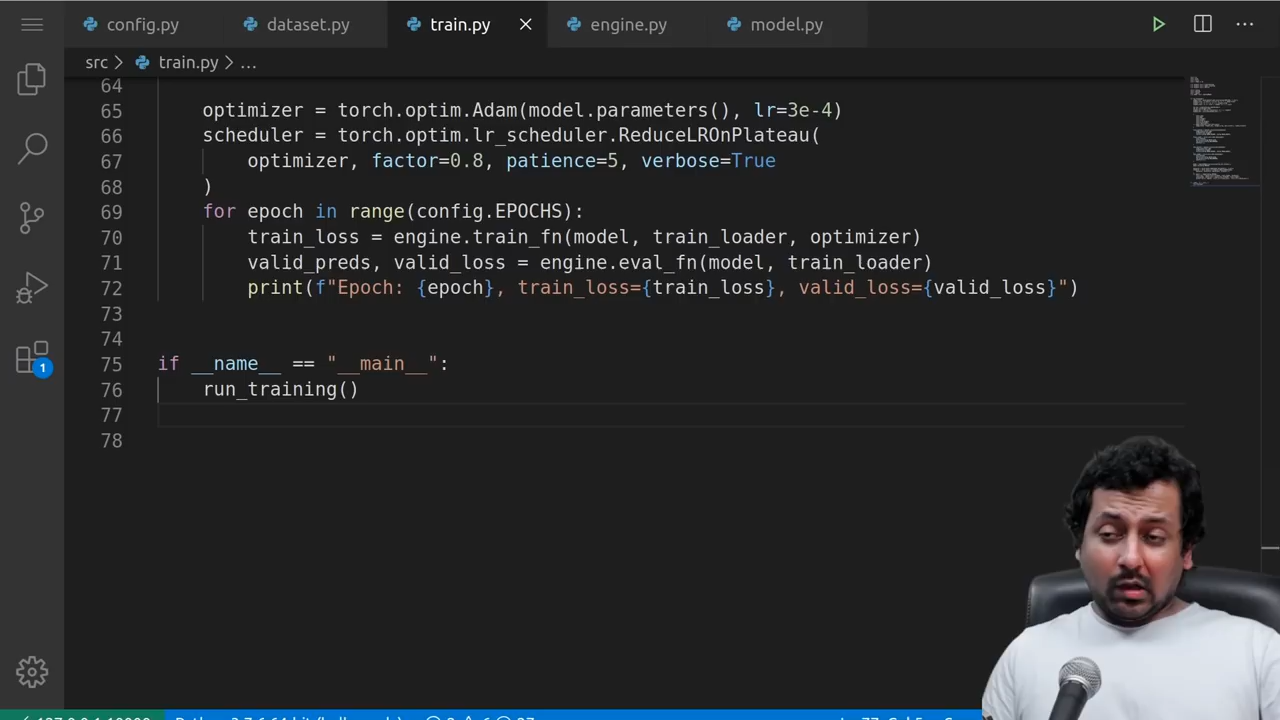 config.py dataset.py train.py engine.py model.py
src > train.py > ...
64
65 optimizer = torch.optim.Adam(model.parameters(), lr=3e-4)
66 scheduler = torch.optim.lr_scheduler.ReduceLROnPlateau(
67 optimizer, factor=0.8, patience=5, verbose=True
68 )
69 for epoch in range(config.EPOCHS):
70 train_loss = engine.train_fn(model, train_loader, optimizer)
71 valid_preds, valid_loss = engine.eval_fn(model, train_loader)
72 print(f"Epoch: {epoch}, train_loss={train_loss}, valid_loss={valid_loss}")
73
74
75 if __name__ == "__main__":
76 run_training()
77
78
1